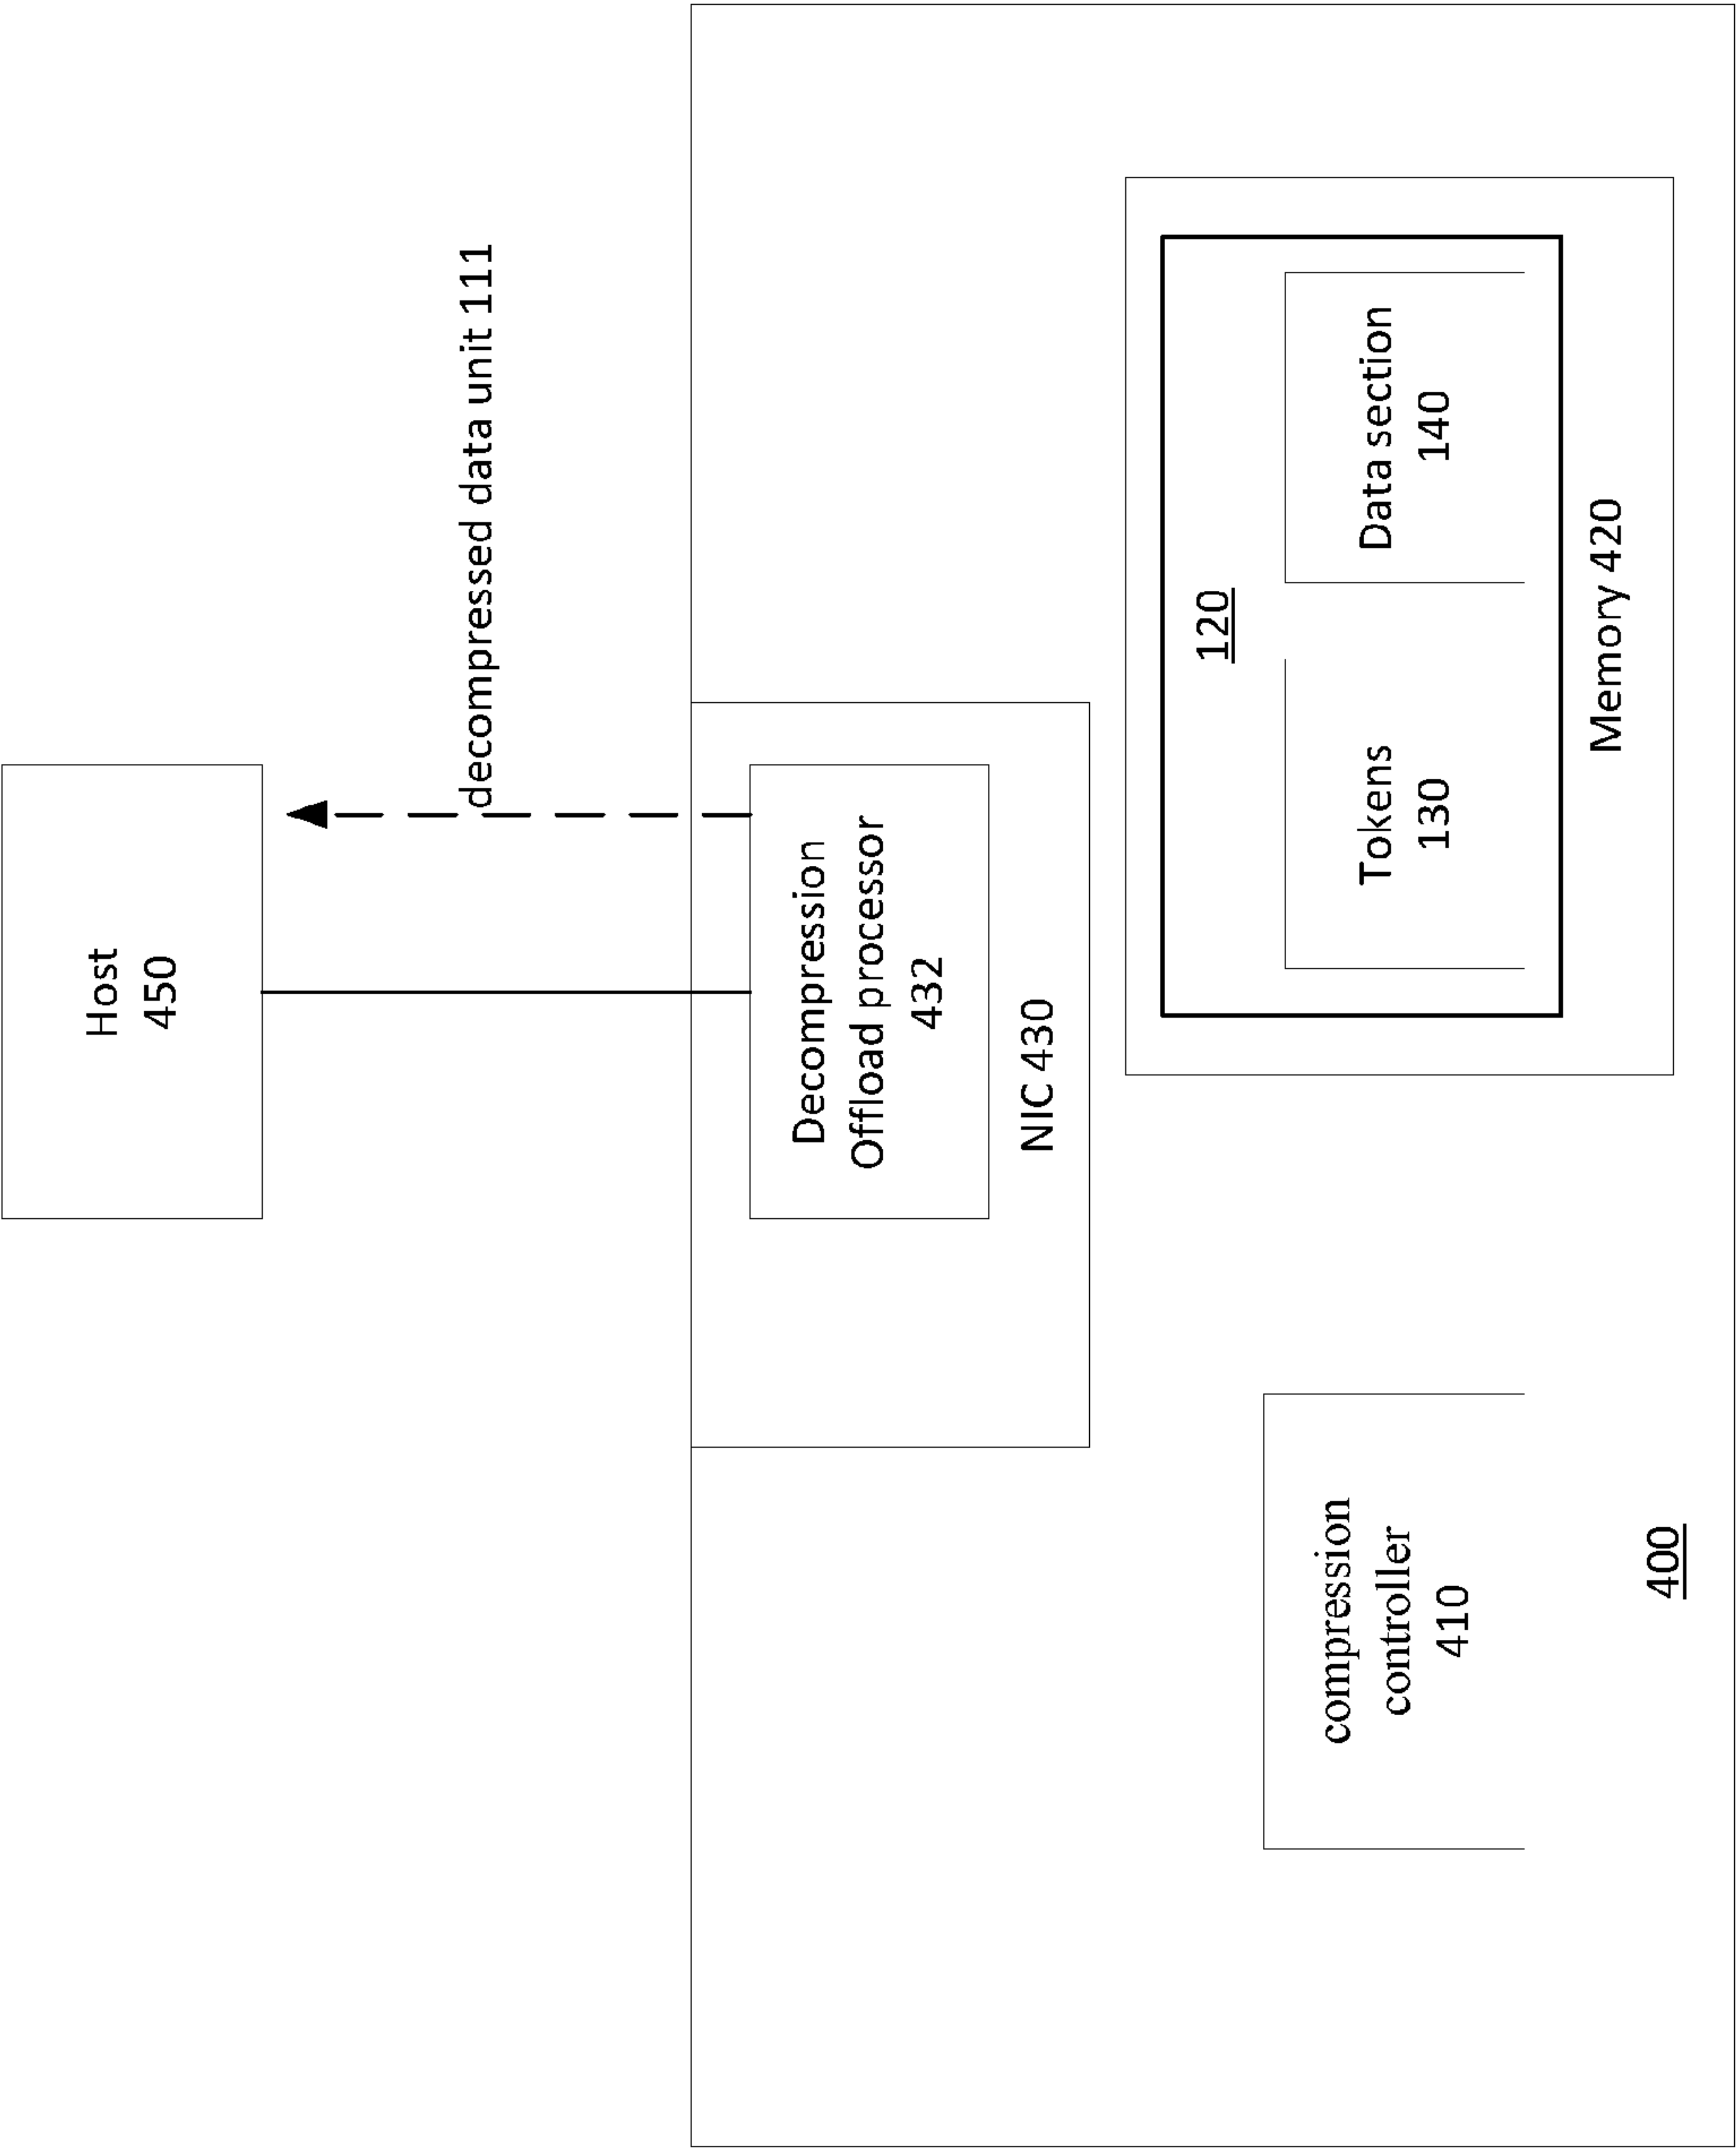 Host
450
decompressed data unit 111
Decompression
Offload processor
432
NIC 430
120
Tokens
130
Data section
140
Memory 420
compression
controller
410
400